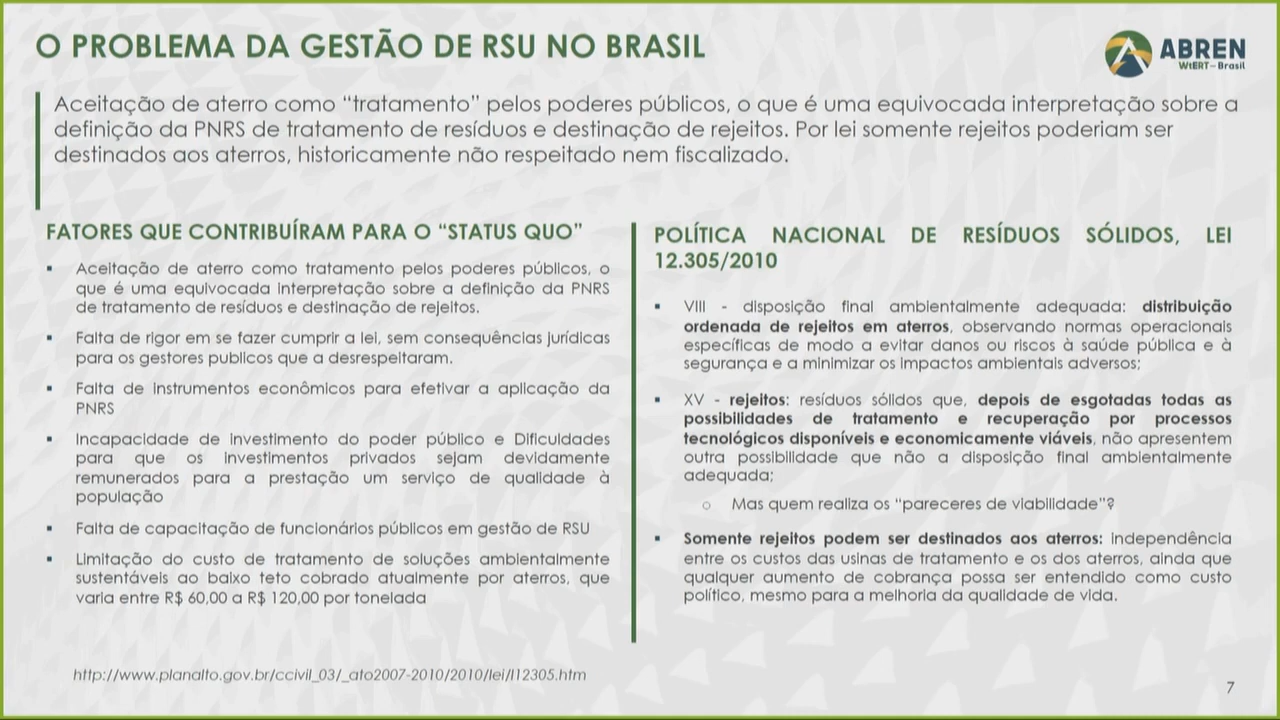 O PROBLEMA DA GESTÃO DE RSU NO BRASIL
ABREN
WtERT – Brasil
Aceitação de aterro como “tratamento” pelos poderes públicos, o que é uma equivocada interpretação sobre a
definição da PNRS de tratamento de resíduos e destinação de rejeitos. Por lei somente rejeitos poderiam ser
destinados aos aterros, historicamente não respeitado nem fiscalizado.
FATORES QUE CONTRIBUÍRAM PARA O “STATUS QUO”
▪ Aceitação de aterro como tratamento pelos poderes públicos, o
que é uma equivocada interpretação sobre a definição da PNRS
de tratamento de resíduos e destinação de rejeitos.
▪ Falta de rigor em se fazer cumprir a lei, sem consequências jurídicas
para os gestores publicos que a desrespeitaram.
▪ Falta de instrumentos econômicos para efetivar a aplicação da
PNRS
▪ Incapacidade de investimento do poder público e Dificuldades
para que os investimentos privados sejam devidamente
remunerados para a prestação um serviço de qualidade à
população
▪ Falta de capacitação de funcionários públicos em gestão de RSU
▪ Limitação do custo de tratamento de soluções ambientalmente
sustentáveis ao baixo teto cobrado atualmente por aterros, que
varia entre R$ 60,00 a R$ 120,00 por tonelada
POLÍTICA NACIONAL DE RESÍDUOS SÓLIDOS, LEI
12.305/2010
▪ VIII - disposição final ambientalmente adequada: distribuição
ordenada de rejeitos em aterros, observando normas operacionais
específicas de modo a evitar danos ou riscos à saúde pública e à
segurança e a minimizar os impactos ambientais adversos;
▪ XV - rejeitos: resíduos sólidos que, depois de esgotadas todas as
possibilidades de tratamento e recuperação por processos
tecnológicos disponíveis e economicamente viáveis, não apresentem
outra possibilidade que não a disposição final ambientalmente
adequada;
○ Mas quem realiza os “pareceres de viabilidade”?
▪ Somente rejeitos podem ser destinados aos aterros: independência
entre os custos das usinas de tratamento e os dos aterros, ainda que
qualquer aumento de cobrança possa ser entendido como custo
político, mesmo para a melhoria da qualidade de vida.
http://www.planalto.gov.br/ccivil_03/_ato2007-2010/2010/lei/l12305.htm
7